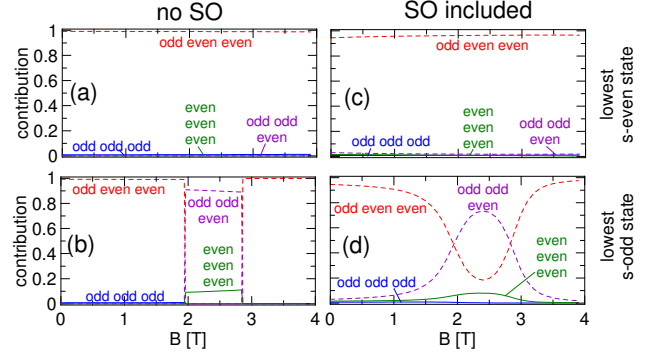 no SO
SO included
contribution
1
0.8
0.6
0.4
0.2
0
odd even even
(a)
even
even
even
odd odd
even
odd odd odd
odd even even
(c)
even
even
even
odd odd
even
odd odd odd
lowest
s-even state
contribution
1
0.8
0.6
0.4
0.2
0
odd even even
(b)
odd odd
even
even
even
even
odd odd odd
0
1
2
3
4
B [T]
odd even even
odd odd
even
(d)
even
even
even
odd odd odd
0
1
2
3
4
B [T]
lowest
s-odd state